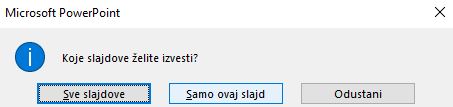 Microsoft PowerPoint
Koje slajdove želite izvesti?
Sve slajdove
Samo ovaj slajd
Odustani